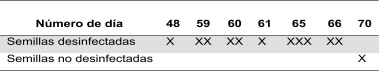 Número de día 48 59 60 61 65 66 70
Semillas desinfectadas X XX XX X XXX XX
Semillas no desinfectadas X